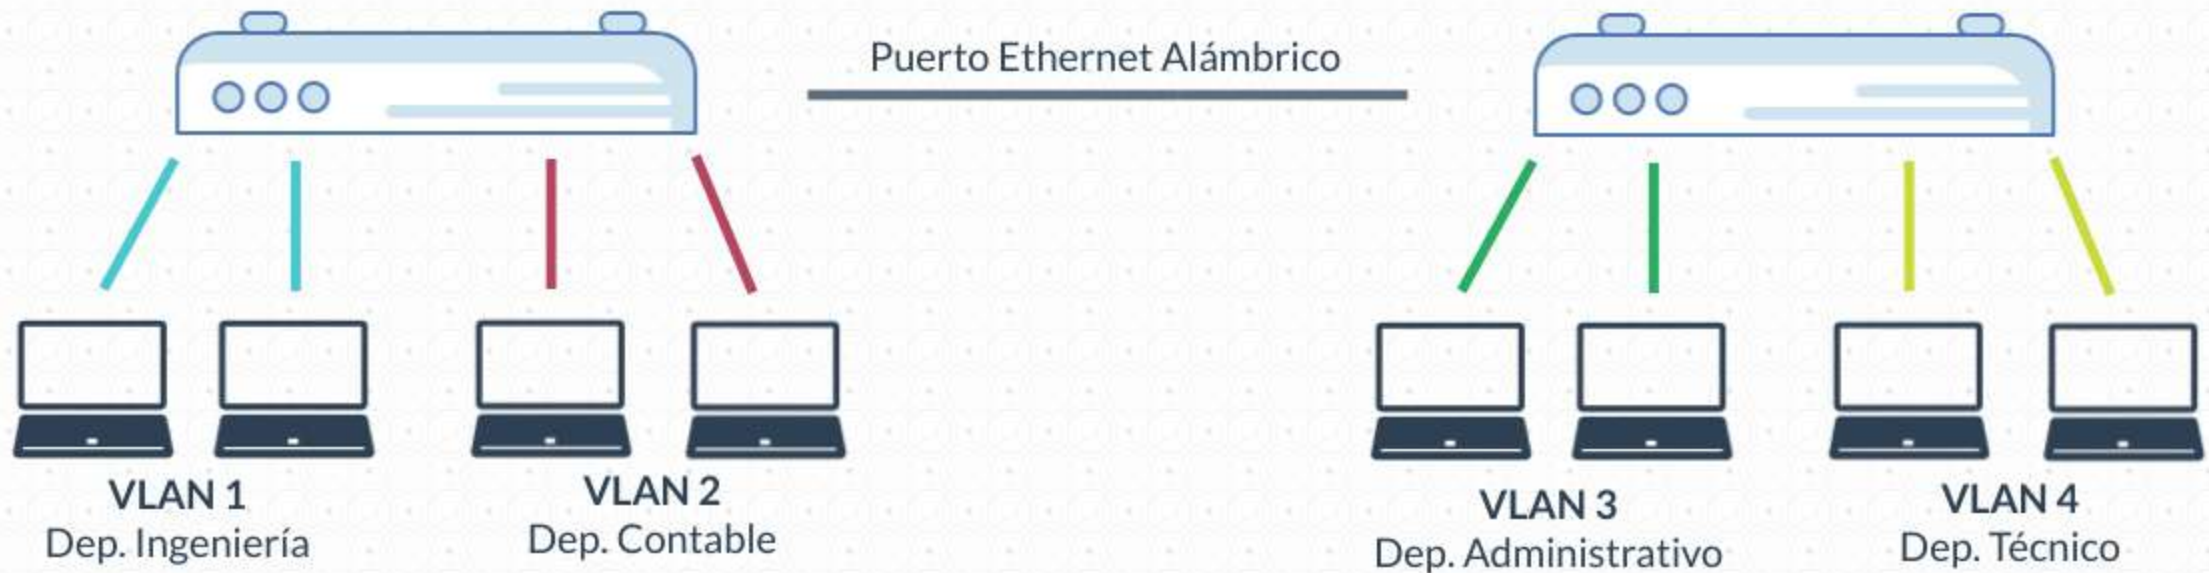 Puerto Ethernet Alámbrico
VLAN 1
Dep. Ingeniería
VLAN 2
Dep. Contable
VLAN 3
Dep. Administrativo
VLAN 4
Dep. Técnico